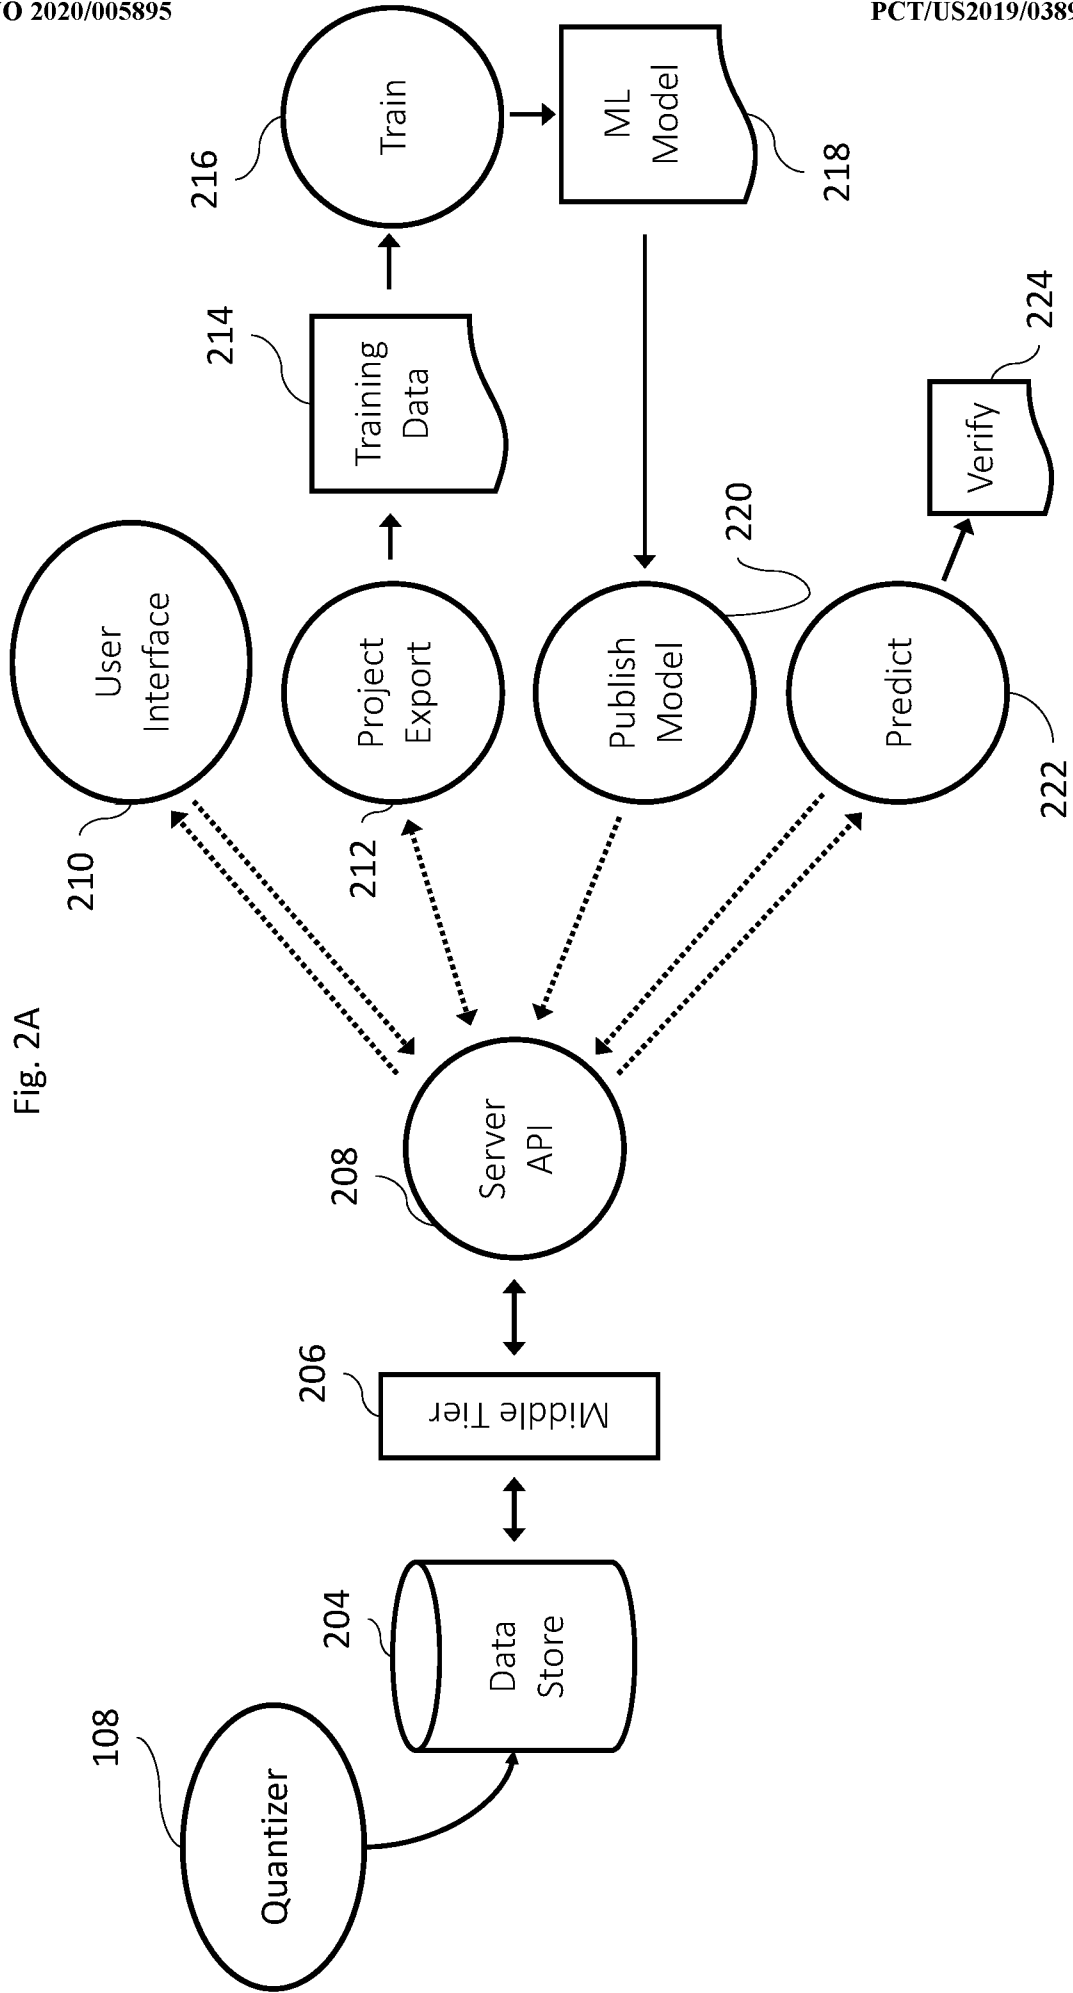 WO 2020/005895
PCT/US2019/0389
Fig. 2A
108
Quantizer
204
Data
Store
206
Middle Tier
208
Server
API
210
User
Interface
212
Project
Export
214
Training
Data
216
Train
218
ML
Model
220
Publish
Model
222
Predict
224
Verify